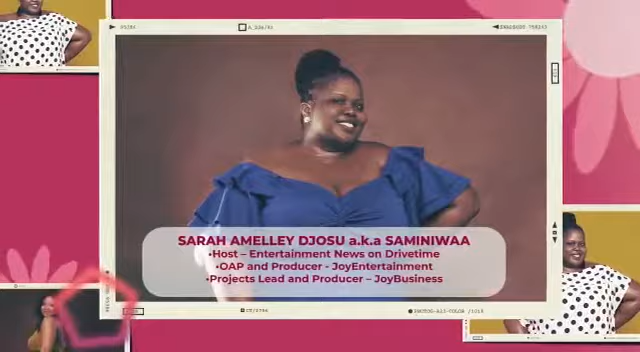 SARAH AMELLEY DJOSU a.k.a SAMINIWAA
•Host – Entertainment News on Drivetime
•OAP and Producer - JoyEntertainment
•Projects Lead and Producer – JoyBusiness